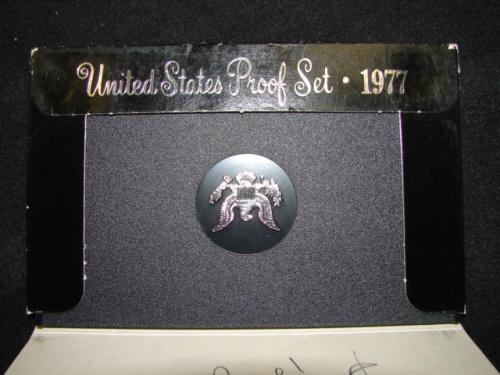 United States Proof Set · 1977